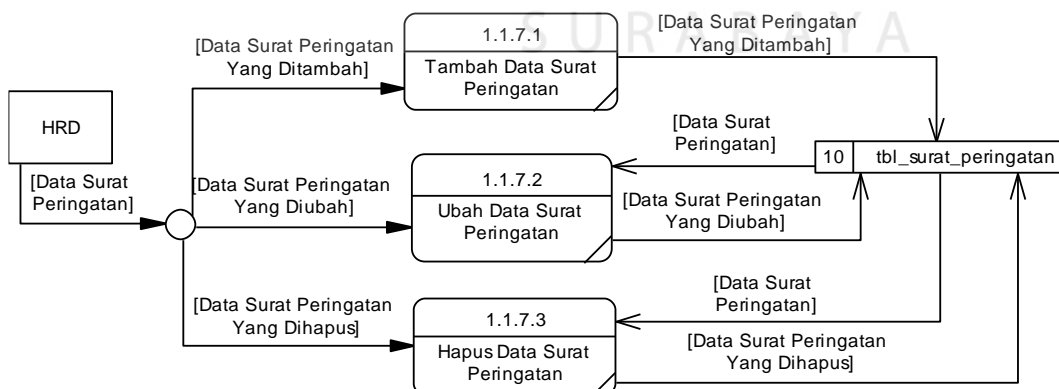 SURABAYA
1.1.7.1
Tambah Data Surat
Peringatan
[Data Surat Peringatan
Yang Ditambah]
[Data Surat Peringatan
Yang Ditambah]
HRD
[Data Surat
Peringatan]
[Data Surat
Peringatan]
10
tbl_surat_peringatan
1.1.7.2
Ubah Data Surat
Peringatan
[Data Surat Peringatan
Yang Diubah]
[Data Surat Peringatan
Yang Diubah]
[Data Surat
Peringatan]
[Data Surat Peringatan
Yang Dihapus]
1.1.7.3
Hapus Data Surat
Peringatan
[Data Surat Peringatan
Yang Dihapus]